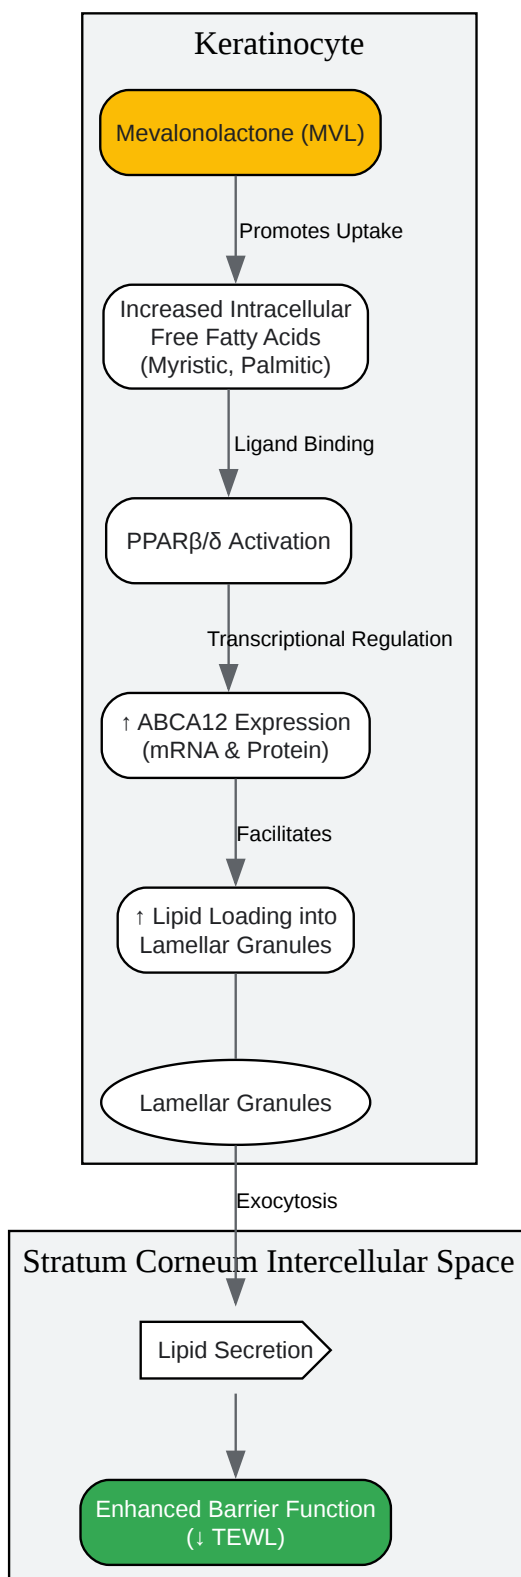 Keratinocyte
Mevalonolactone (MVL)
Promotes Uptake
Increased Intracellular
Free Fatty Acids
(Myristic, Palmitic)
Ligand Binding
PPARβ/δ Activation
Transcriptional Regulation
↑ ABCA12 Expression
(mRNA & Protein)
Facilitates
↑ Lipid Loading into
Lamellar Granules
Lamellar Granules
Exocytosis
Stratum Corneum Intercellular Space
Lipid Secretion
Enhanced Barrier Function
(↓ TEWL)